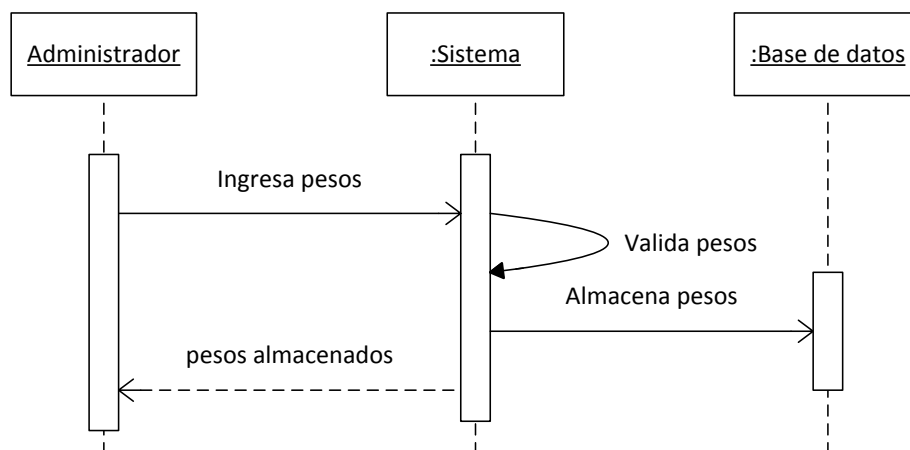 Administrador
:Sistema
:Base de datos
Ingresa pesos
Valida pesos
Almacena pesos
pesos almacenados